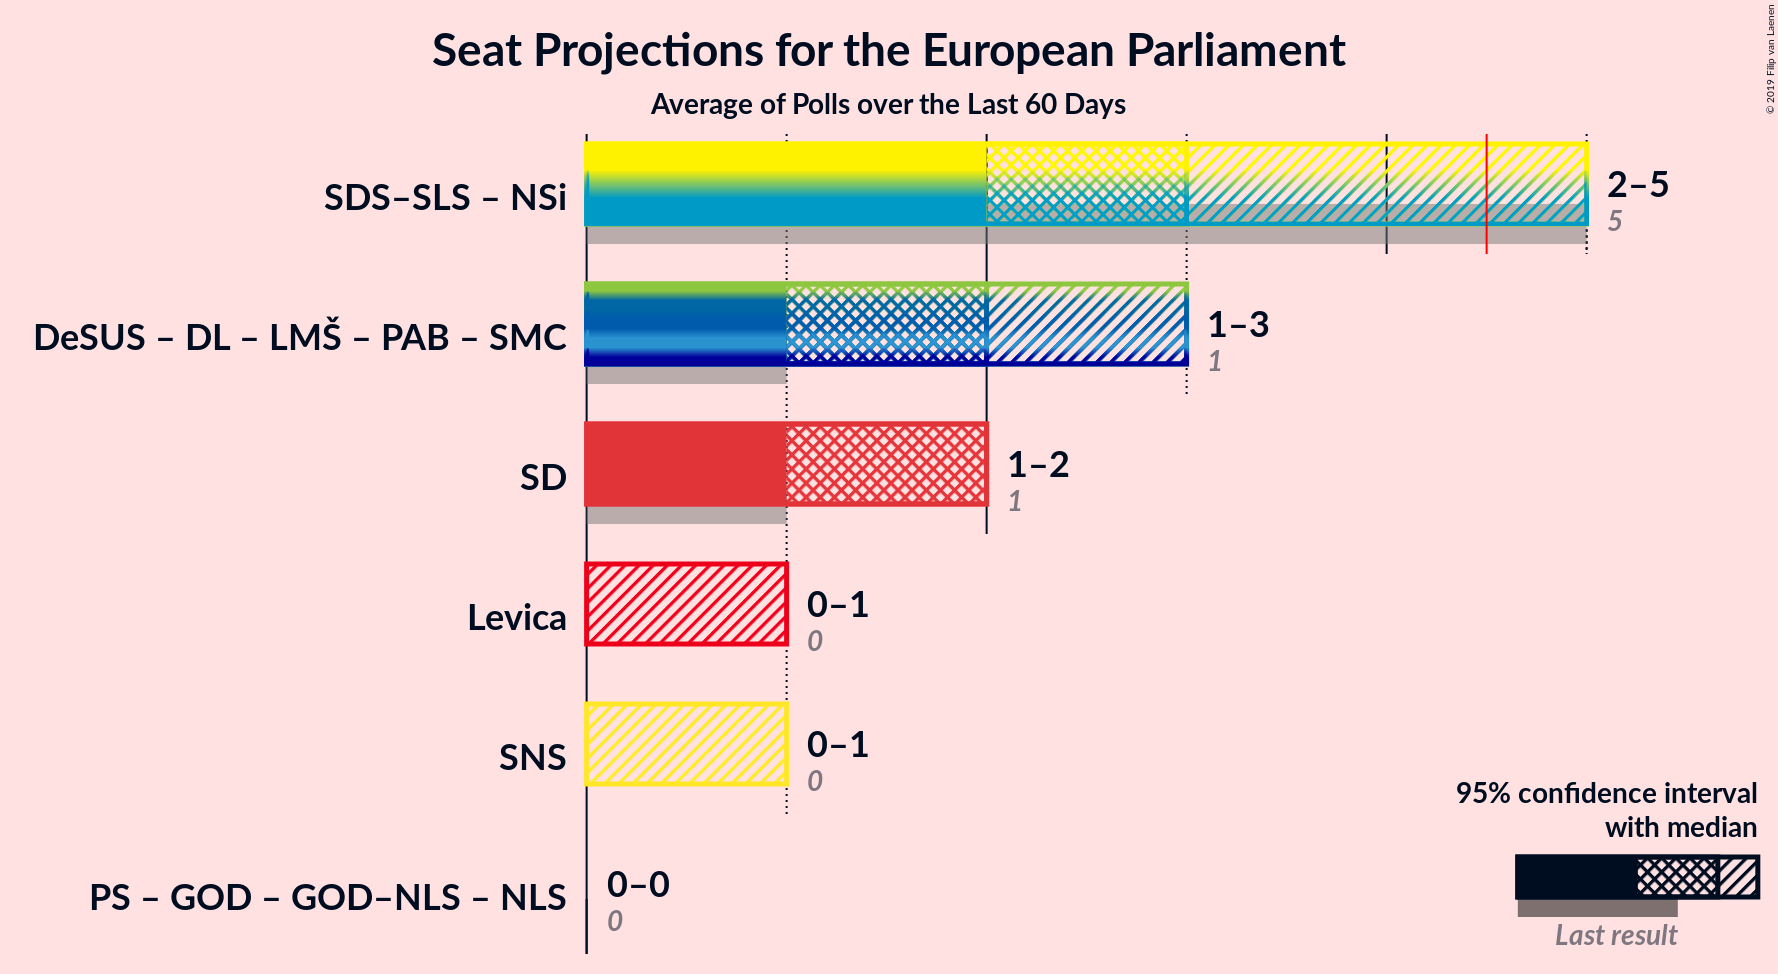 Seat Projections for the European Parliament
Average of Polls over the Last 60 Days
© 2019 Filip van Laenen
SDS–SLS – NSi
2–5
5
DeSUS – DL – LMŠ – PAB – SMC
1–3
1
SD
1–2
1
Levica
0–1
0
SNS
0–1
0
PS – GOD – GOD–NLS – NLS
0–0
0
95% confidence interval
with median
Last result